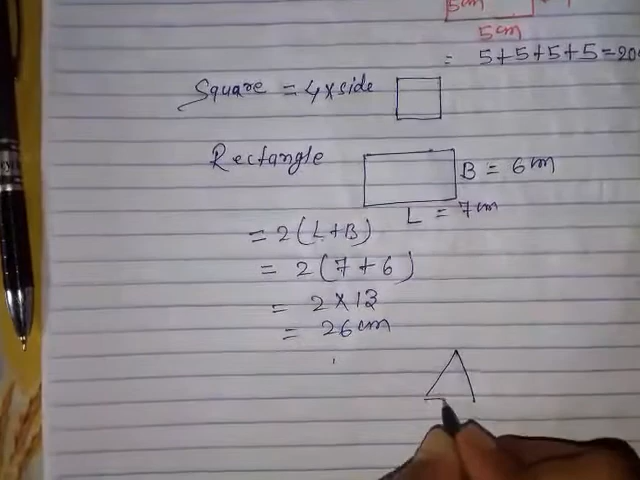 5cm
5cm
= 5+5+5+5=20
Square = 4×side
Rectangle
B = 6cm
L = 7cm
= 2(L+B)
= 2(7+6)
= 2×13
= 26cm